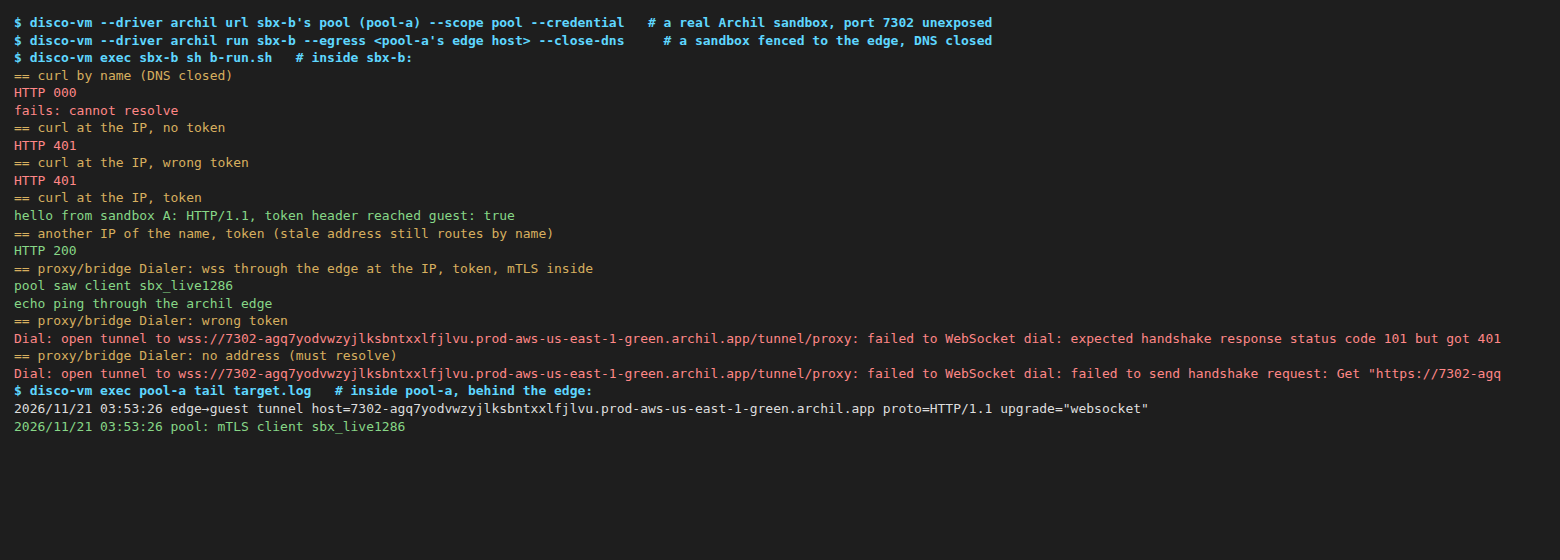 $ disco-vm --driver archil url sbx-b's pool (pool-a) --scope pool --credential   # a real Archil sandbox, port 7302 unexposed
$ disco-vm --driver archil run sbx-b --egress <pool-a's edge host> --close-dns     # a sandbox fenced to the edge, DNS closed
$ disco-vm exec sbx-b sh b-run.sh   # inside sbx-b:
== curl by name (DNS closed)
HTTP 000
fails: cannot resolve
== curl at the IP, no token
HTTP 401
== curl at the IP, wrong token
HTTP 401
== curl at the IP, token
hello from sandbox A: HTTP/1.1, token header reached guest: true
== another IP of the name, token (stale address still routes by name)
HTTP 200
== proxy/bridge Dialer: wss through the edge at the IP, token, mTLS inside
pool saw client sbx_live1286
echo ping through the archil edge
== proxy/bridge Dialer: wrong token
Dial: open tunnel to wss://7302-agq7yodvwzyjlksbntxxlfjlvu.prod-aws-us-east-1-green.archil.app/tunnel/proxy: failed to WebSocket dial: expected handshake response status code 101 but got 401
== proxy/bridge Dialer: no address (must resolve)
Dial: open tunnel to wss://7302-agq7yodvwzyjlksbntxxlfjlvu.prod-aws-us-east-1-green.archil.app/tunnel/proxy: failed to WebSocket dial: failed to send handshake request: Get "https://7302-agq
$ disco-vm exec pool-a tail target.log   # inside pool-a, behind the edge:
2026/11/21 03:53:26 edge→guest tunnel host=7302-agq7yodvwzyjlksbntxxlfjlvu.prod-aws-us-east-1-green.archil.app proto=HTTP/1.1 upgrade="websocket"
2026/11/21 03:53:26 pool: mTLS client sbx_live1286